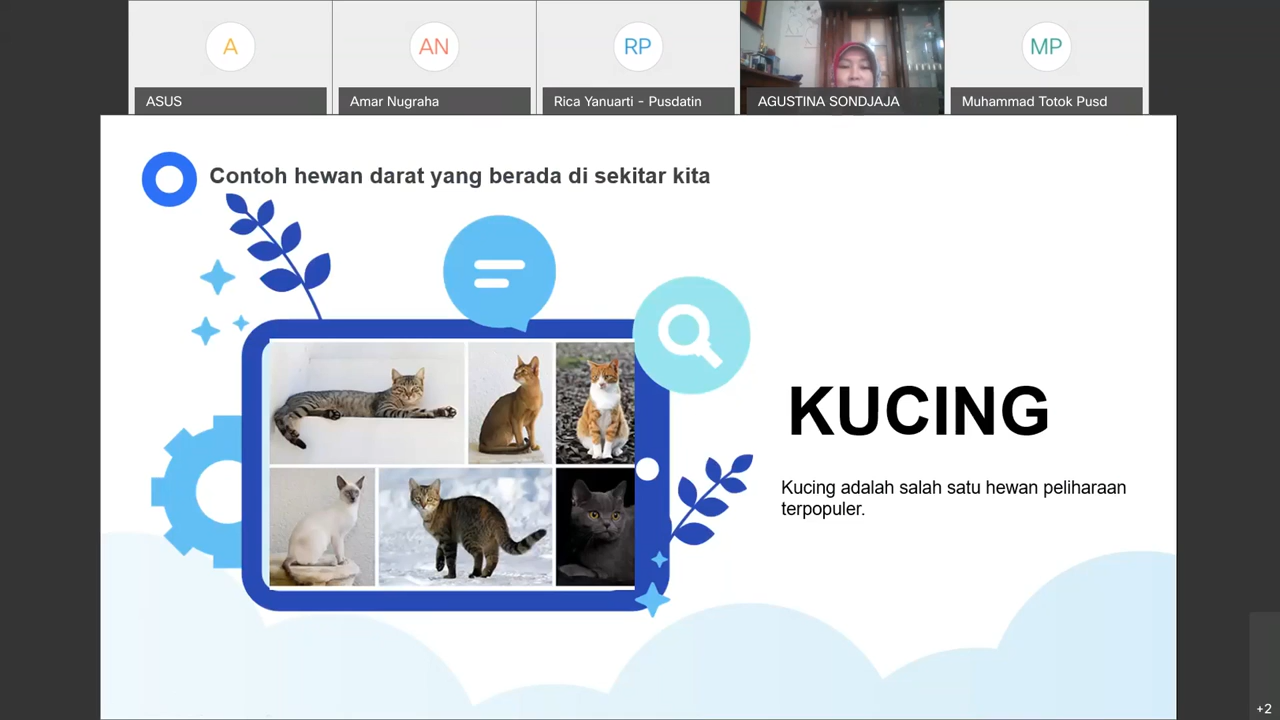 A
AN
RP
MP
ASUS
Amar Nugraha
Rica Yanuarti - Pusdatin
AGUSTINA SONDJAJA
Muhammad Totok Pusd
Contoh hewan darat yang berada di sekitar kita
KUCING
Kucing adalah salah satu hewan peliharaan
terpopuler.
+2